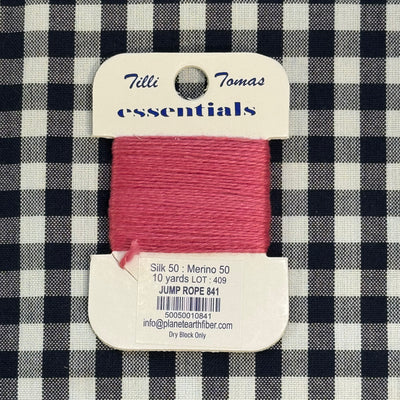 Tilli Tomas
essentials
Silk 50 : Merino 50
10 yards LOT : 409
JUMP ROPE 841
50050010841
info@planetearthfiber.com
Dry Block Only